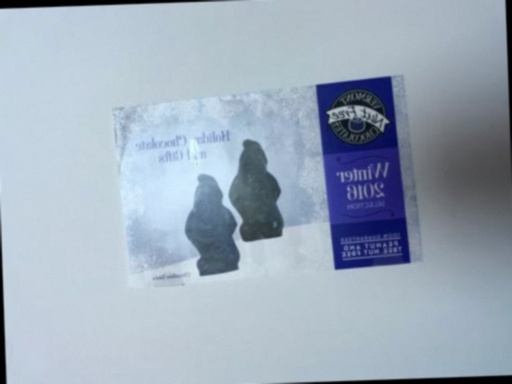 Holiday Chocolate
and Gifts
VERMONT
Nut Free
CHOCOLATES
Winter
2016
SELECTION
100% GUARANTEED
PEANUT AND
TREE NUT FREE